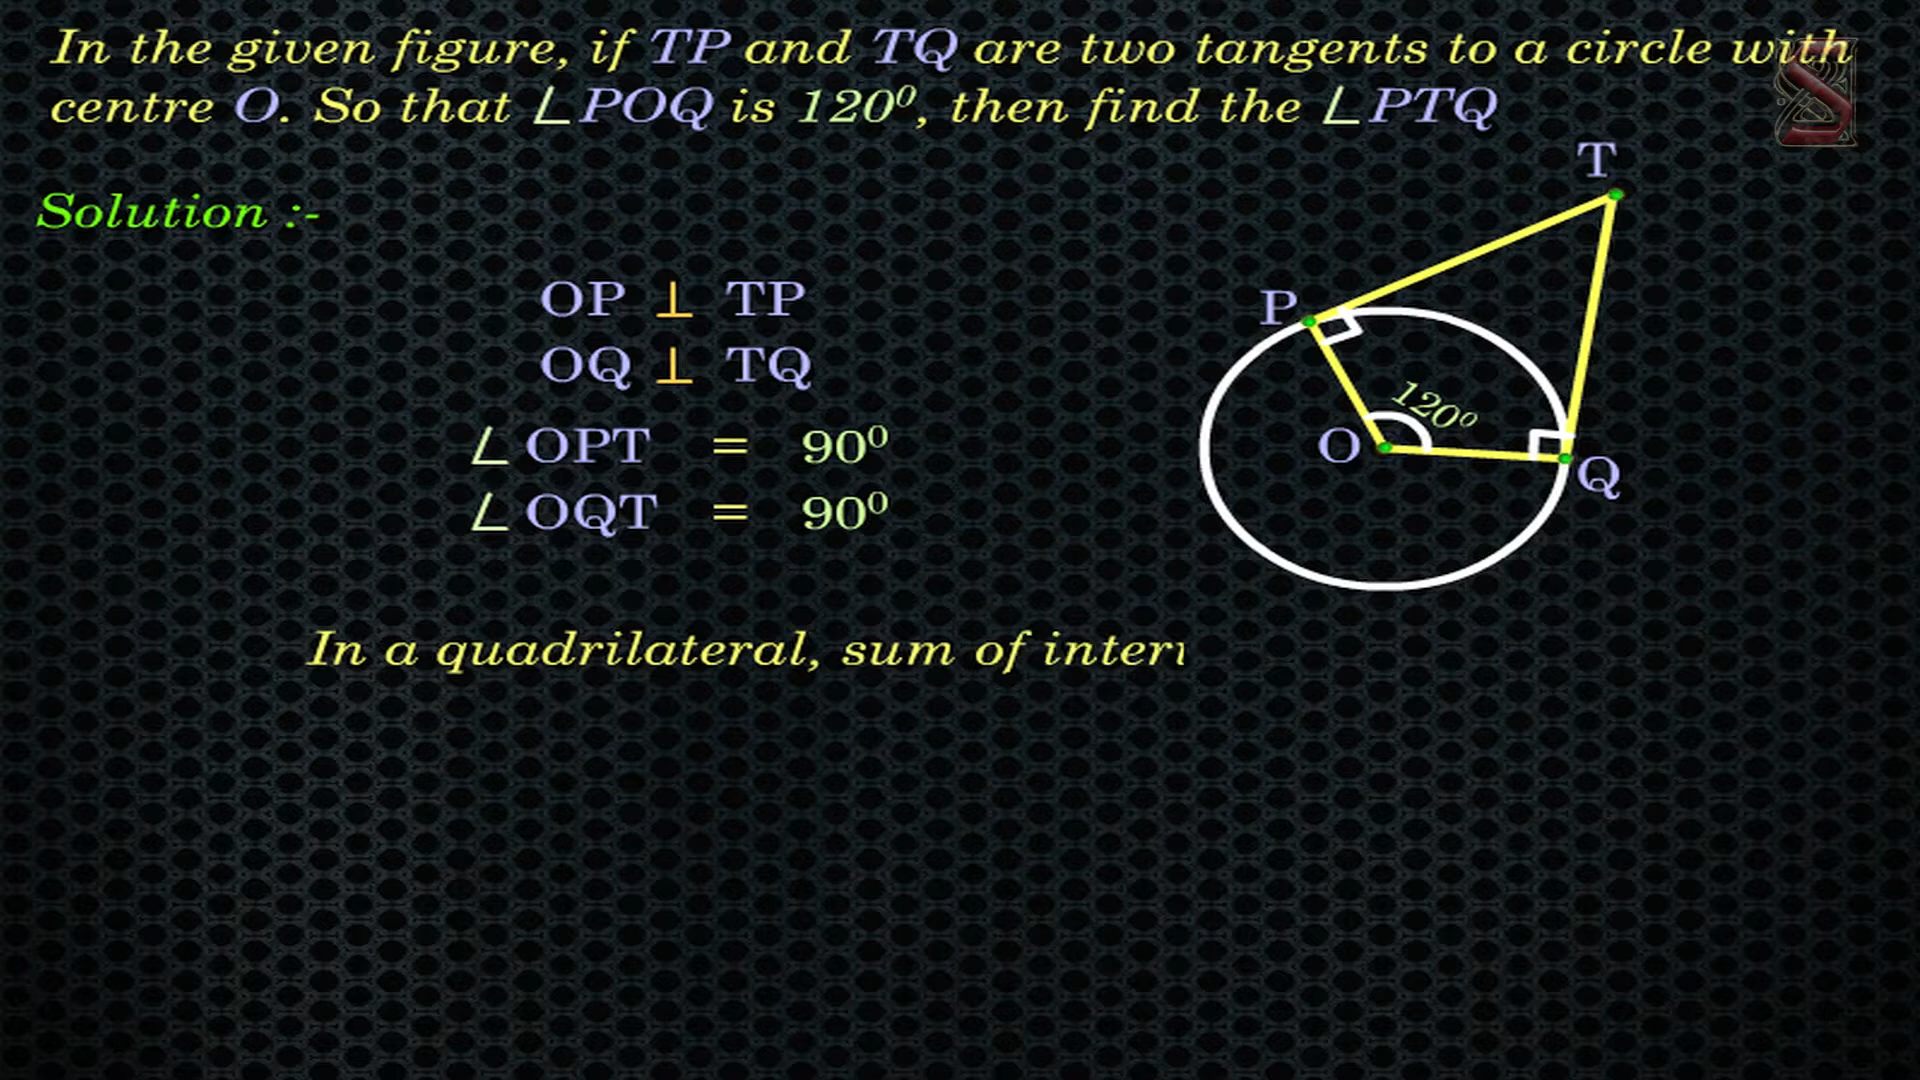 In the given figure, if TP and TQ are two tangents to a circle with
centre O. So that ∠POQ is 120⁰, then find the ∠PTQ
T
Solution :-
OP ⊥ TP
P
OQ ⊥ TQ
120⁰
∠OPT = 90⁰
O
Q
∠OQT = 90⁰
In a quadrilateral, sum of inter